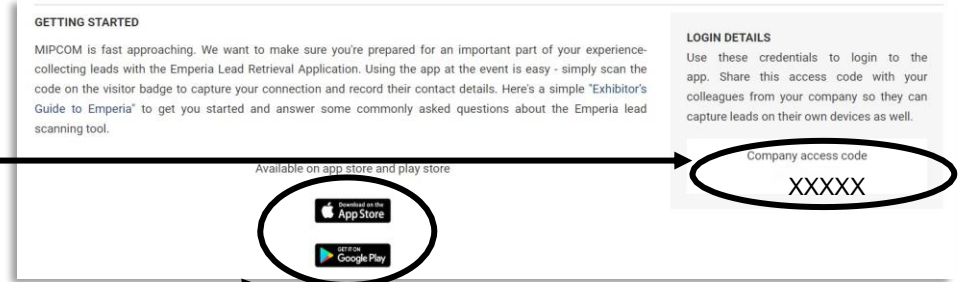 GETTING STARTED
MIPCOM is fast approaching. We want to make sure you're prepared for an important part of your experience-
collecting leads with the Emperia Lead Retrieval Application. Using the app at the event is easy - simply scan the
code on the visitor badge to capture your connection and record their contact details. Here's a simple "Exhibitor's
Guide to Emperia" to get you started and answer some commonly asked questions about the Emperia lead
scanning tool.
Available on app store and play store
Download on the
App Store
GET IT ON
Google Play
LOGIN DETAILS
Use these credentials to login to the
app. Share this access code with your
colleagues from your company so they can
capture leads on their own devices as well.
Company access code
XXXXX